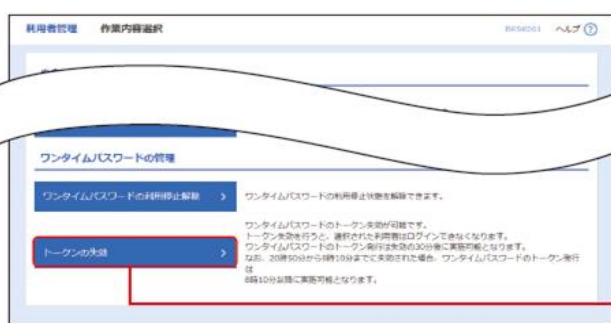 利用者管理 作業内容選択
BRSK001 ヘルプ ?
ワンタイムパスワードの管理
ワンタイムパスワードの利用停止解除
ワンタイムパスワードの利用停止状態を解除できます。
ワンタイムパスワードのトークン失効が可能です。
トークン失効を行うと、選択された利用者はログインできなくなります。
ワンタイムパスワードのトークン発行は失効の30分後に実施可能となります。
なお、20時50分から8時10分までに失効された場合、ワンタイムパスワードのトークン発行
は
8時10分以降に実施可能となります。
トークンの失効